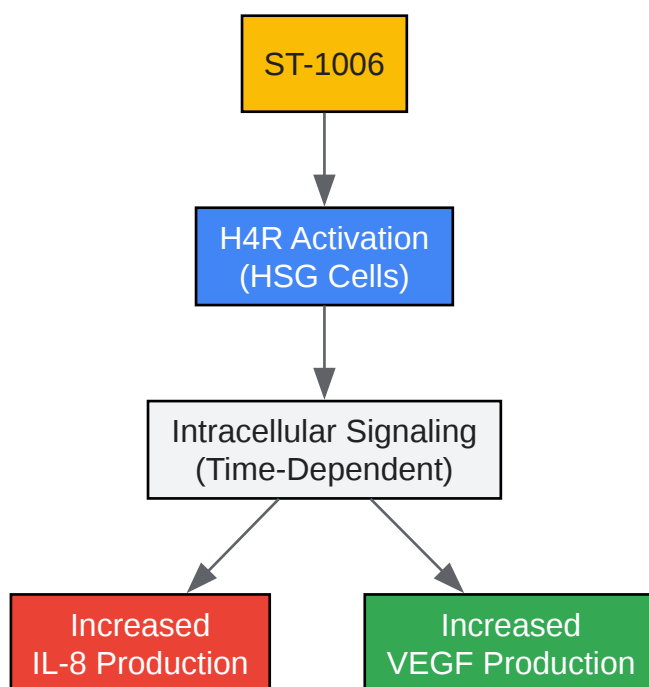 ST-1006
H4R Activation
(HSG Cells)
Intracellular Signaling
(Time-Dependent)
Increased
IL-8 Production
Increased
VEGF Production